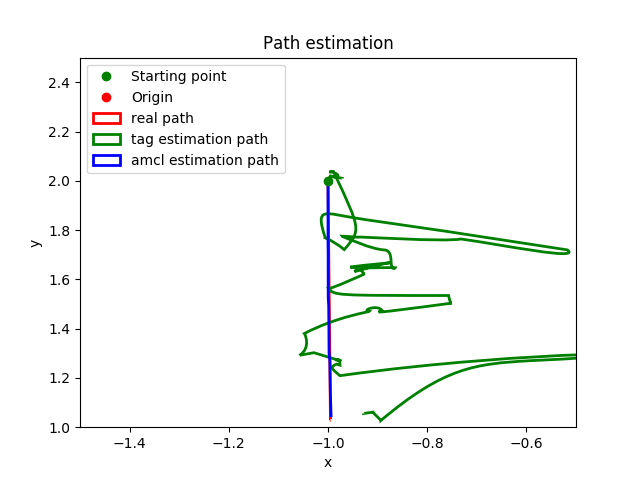 Path estimation
Starting point
Origin
real path
tag estimation path
amcl estimation path
2.4
2.2
2.0
1.8
1.6
1.4
1.2
1.0
y
−1.4
−1.2
−1.0
−0.8
−0.6
x